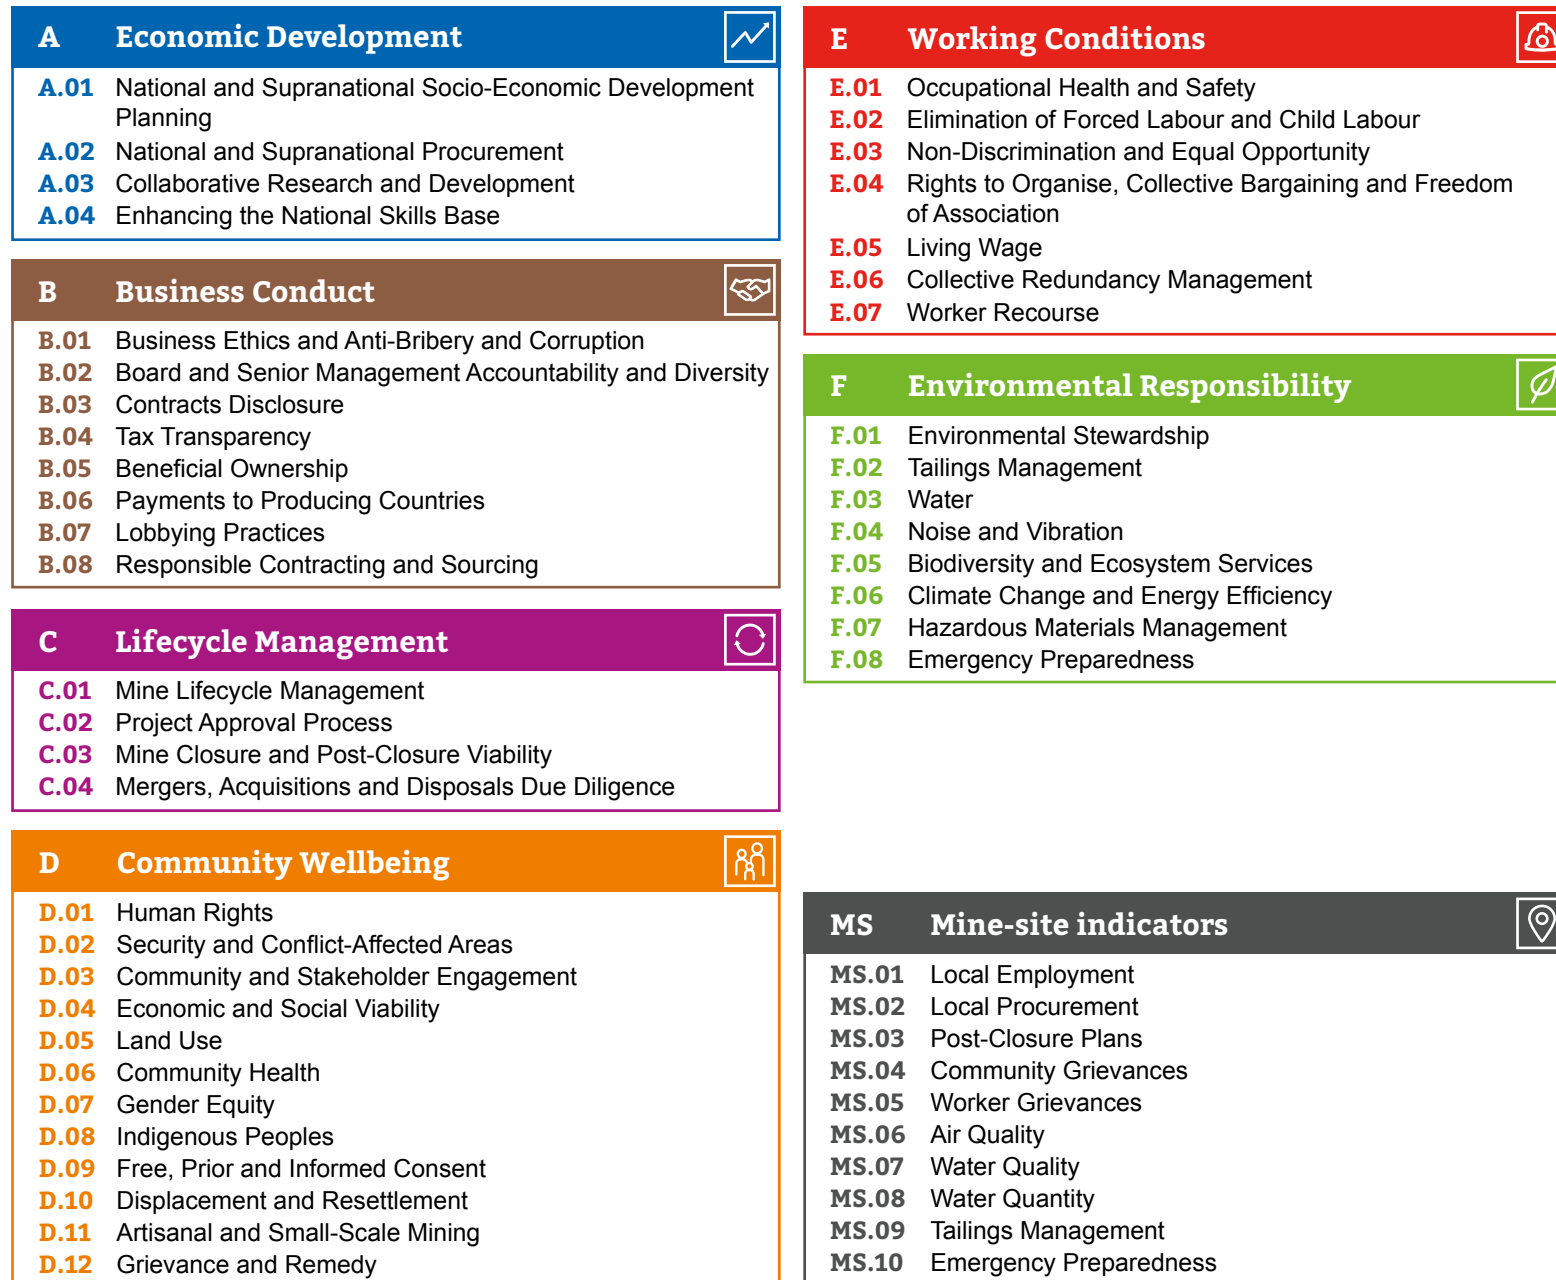 A Economic Development
A.01 National and Supranational Socio-Economic Development
Planning
A.02 National and Supranational Procurement
A.03 Collaborative Research and Development
A.04 Enhancing the National Skills Base
B Business Conduct
B.01 Business Ethics and Anti-Bribery and Corruption
B.02 Board and Senior Management Accountability and Diversity
B.03 Contracts Disclosure
B.04 Tax Transparency
B.05 Beneficial Ownership
B.06 Payments to Producing Countries
B.07 Lobbying Practices
B.08 Responsible Contracting and Sourcing
C Lifecycle Management
C.01 Mine Lifecycle Management
C.02 Project Approval Process
C.03 Mine Closure and Post-Closure Viability
C.04 Mergers, Acquisitions and Disposals Due Diligence
D Community Wellbeing
D.01 Human Rights
D.02 Security and Conflict-Affected Areas
D.03 Community and Stakeholder Engagement
D.04 Economic and Social Viability
D.05 Land Use
D.06 Community Health
D.07 Gender Equity
D.08 Indigenous Peoples
D.09 Free, Prior and Informed Consent
D.10 Displacement and Resettlement
D.11 Artisanal and Small-Scale Mining
D.12 Grievance and Remedy
E Working Conditions
E.01 Occupational Health and Safety
E.02 Elimination of Forced Labour and Child Labour
E.03 Non-Discrimination and Equal Opportunity
E.04 Rights to Organise, Collective Bargaining and Freedom
of Association
E.05 Living Wage
E.06 Collective Redundancy Management
E.07 Worker Recourse
F Environmental Responsibility
F.01 Environmental Stewardship
F.02 Tailings Management
F.03 Water
F.04 Noise and Vibration
F.05 Biodiversity and Ecosystem Services
F.06 Climate Change and Energy Efficiency
F.07 Hazardous Materials Management
F.08 Emergency Preparedness
MS Mine-site indicators
MS.01 Local Employment
MS.02 Local Procurement
MS.03 Post-Closure Plans
MS.04 Community Grievances
MS.05 Worker Grievances
MS.06 Air Quality
MS.07 Water Quality
MS.08 Water Quantity
MS.09 Tailings Management
MS.10 Emergency Preparedness